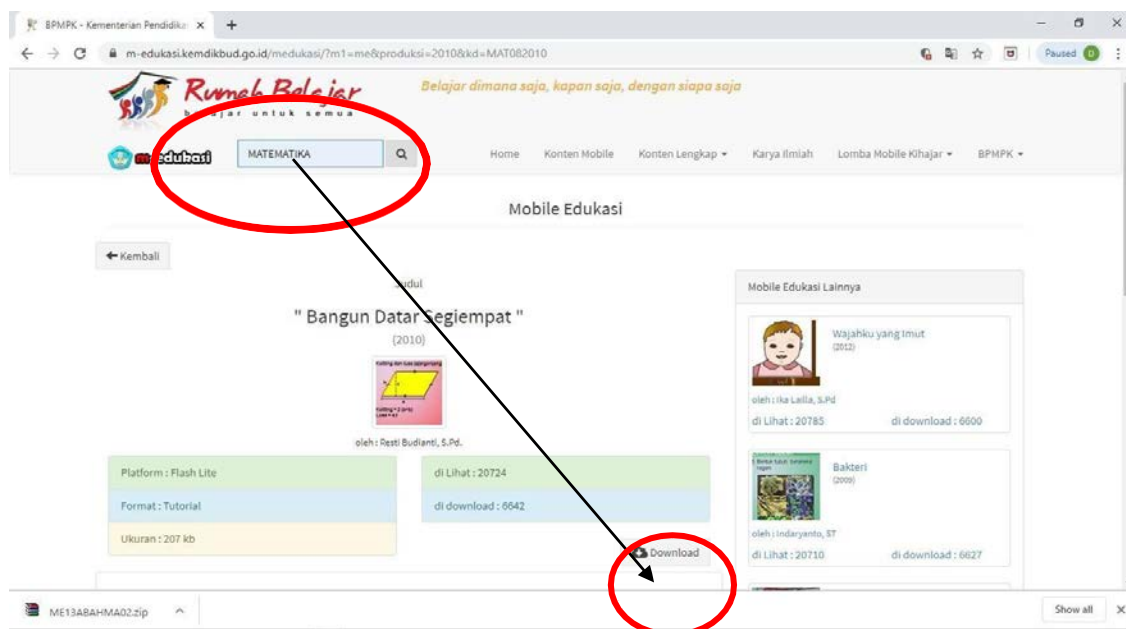 BPMPK - Kementerian Pendidika
m-edukasi.kemdikbud.go.id/medukasi/?m1=me&produksi=2010&kd=MAT082010
Paused
Rumah Belajar
belajar untuk semua
Belajar dimana saja, kapan saja, dengan siapa saja
m-edukasi
MATEMATIKA
Home Konten Mobile Konten Lengkap Karya Ilmiah Lomba Mobile Kihajar BPMPK
Mobile Edukasi
Kembali
Judul
" Bangun Datar Segiempat "
(2010)
oleh : Resti Budianti, S.Pd.
Platform : Flash Lite
Format : Tutorial
Ukuran : 207 kb
di Lihat : 20724
di download : 6642
Download
Mobile Edukasi Lainnya
Wajahku yang Imut
(2012)
oleh : Ika Lailla, S.Pd
di Lihat : 20785 di download : 6600
Bakteri
(2009)
oleh : Indaryanto, ST
di Lihat : 20710 di download : 6627
ME13ABAHMA02.zip
Show all